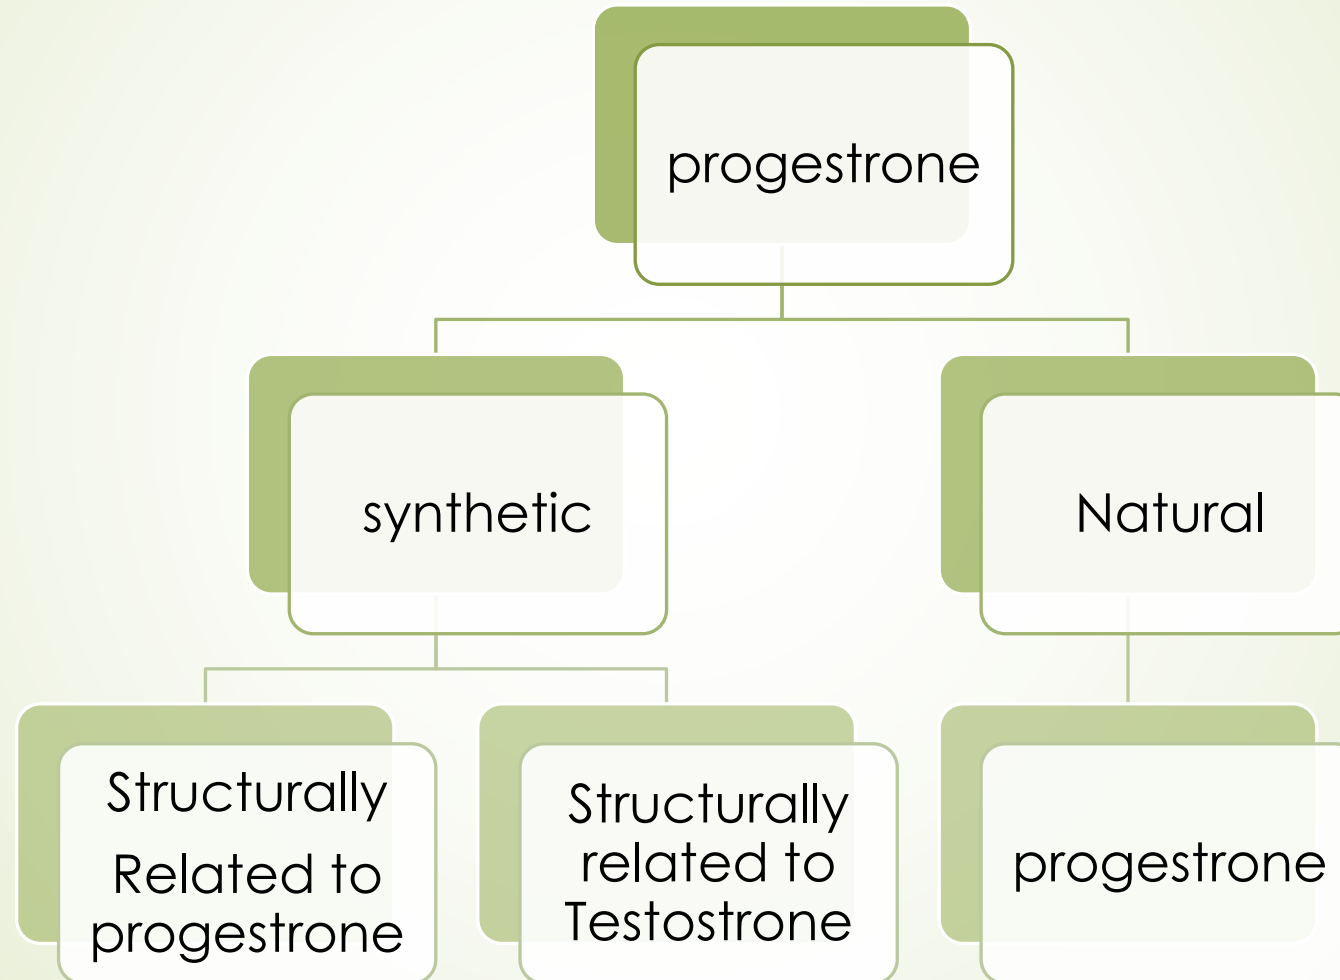 progestrone
synthetic
Natural
Structurally
Related to
progestrone
Structurally
related to
Testostrone
progestrone